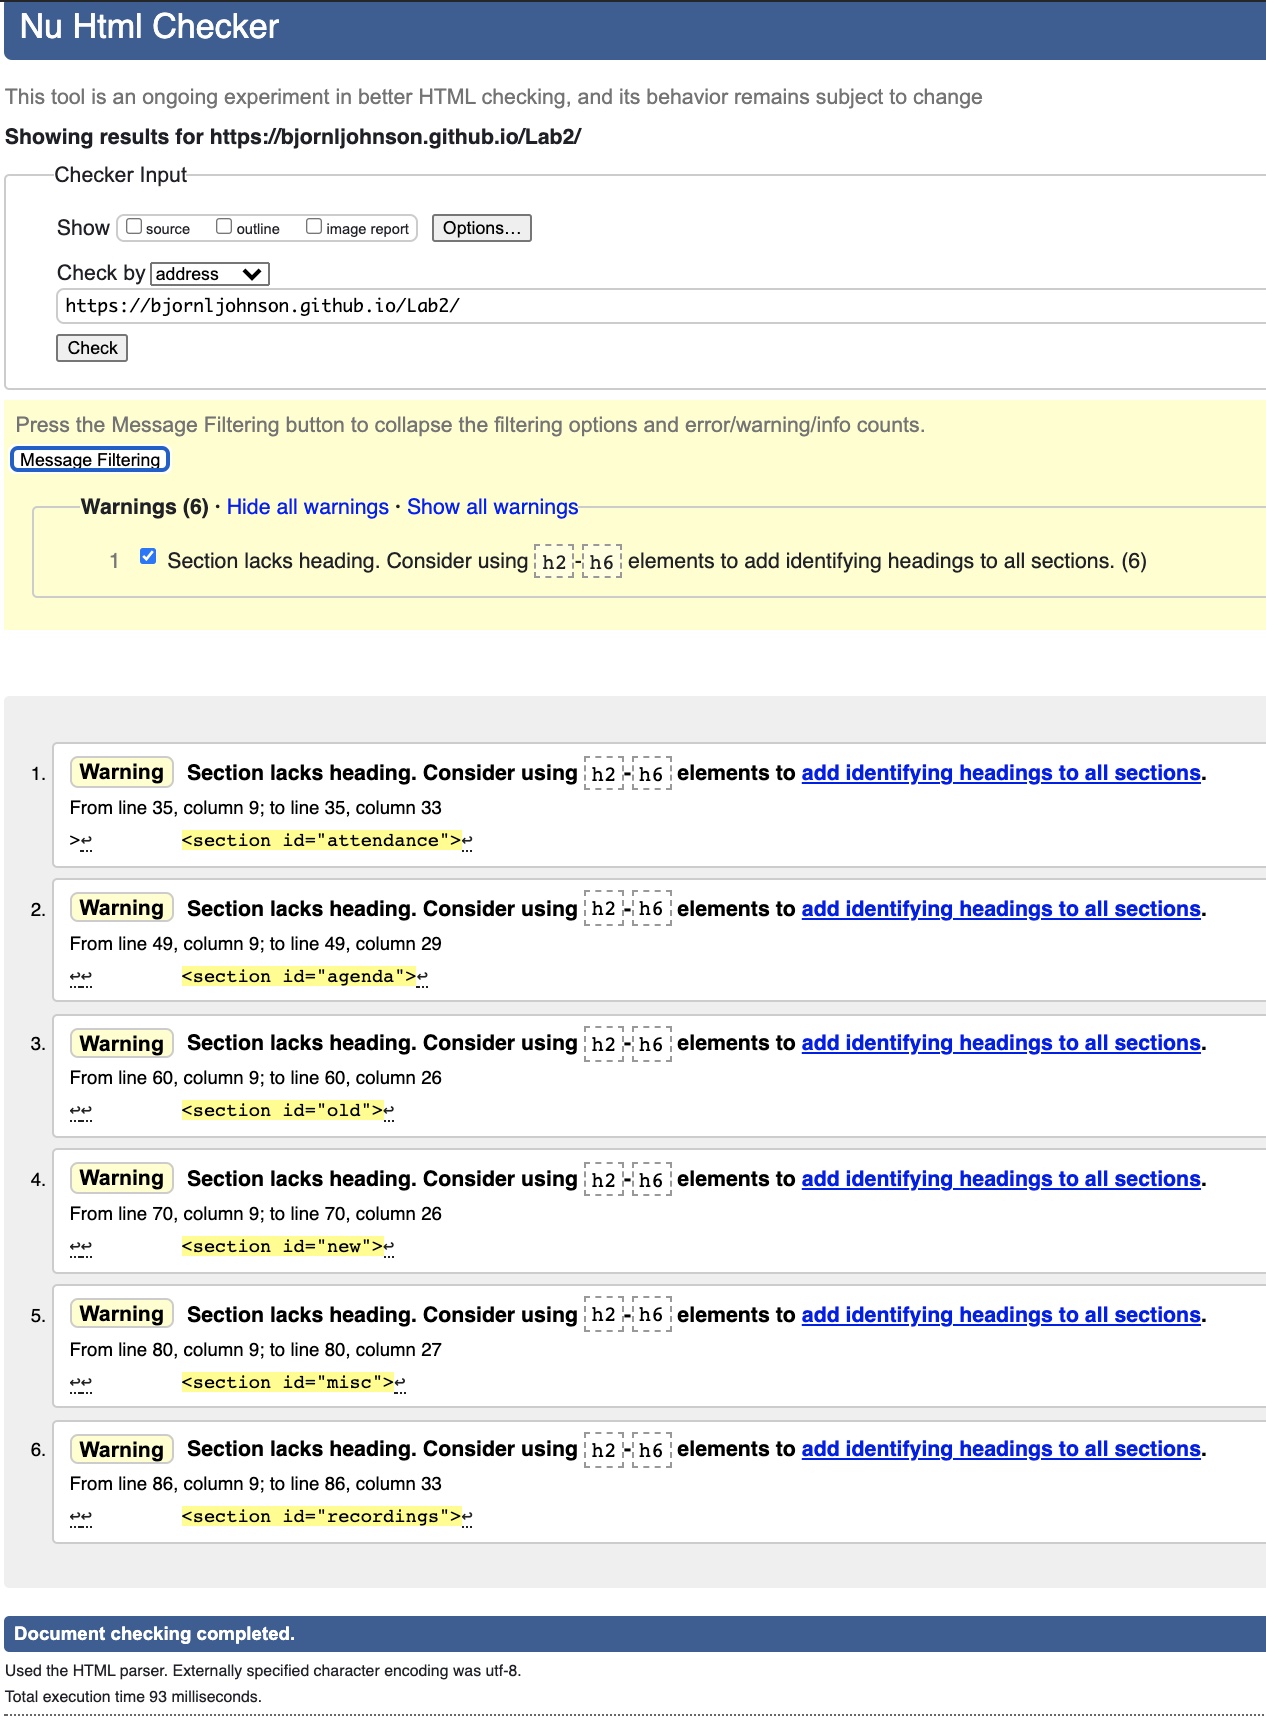 Nu Html Checker
This tool is an ongoing experiment in better HTML checking, and its behavior remains subject to change
Showing results for https://bjornljohnson.github.io/Lab2/
Checker Input
Show source outline image report Options...
Check by address
https://bjornljohnson.github.io/Lab2/
Check
Press the Message Filtering button to collapse the filtering options and error/warning/info counts.
Message Filtering
Warnings (6) · Hide all warnings · Show all warnings
1 Section lacks heading. Consider using h2-h6 elements to add identifying headings to all sections. (6)
1. Warning Section lacks heading. Consider using h2-h6 elements to add identifying headings to all sections.
From line 35, column 9; to line 35, column 33
>↩ <section id="attendance">↩
2. Warning Section lacks heading. Consider using h2-h6 elements to add identifying headings to all sections.
From line 49, column 9; to line 49, column 29
↩↩ <section id="agenda">↩
3. Warning Section lacks heading. Consider using h2-h6 elements to add identifying headings to all sections.
From line 60, column 9; to line 60, column 26
↩↩ <section id="old">↩
4. Warning Section lacks heading. Consider using h2-h6 elements to add identifying headings to all sections.
From line 70, column 9; to line 70, column 26
↩↩ <section id="new">↩
5. Warning Section lacks heading. Consider using h2-h6 elements to add identifying headings to all sections.
From line 80, column 9; to line 80, column 27
↩↩ <section id="misc">↩
6. Warning Section lacks heading. Consider using h2-h6 elements to add identifying headings to all sections.
From line 86, column 9; to line 86, column 33
↩↩ <section id="recordings">↩
Document checking completed.
Used the HTML parser. Externally specified character encoding was utf-8.
Total execution time 93 milliseconds.